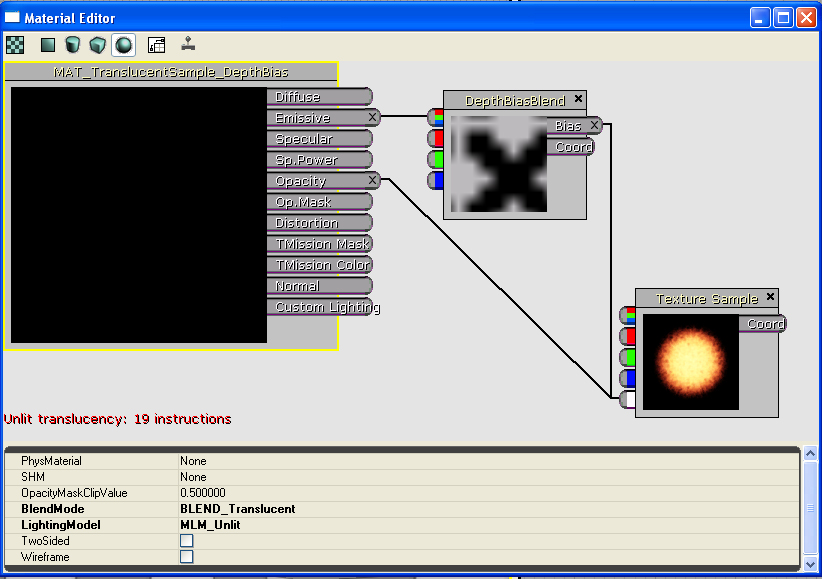 Material Editor
MAT_TranslucentSample_DepthBias
Diffuse
Emissive X
Specular
Sp.Power
Opacity X
Op.Mask
Distortion
TMission Mask
TMission Color
Normal
Custom Lighting
DepthBiasBlend
Bias X
Coord
Texture Sample
Coord
Unlit translucency: 19 instructions
PhysMaterial None
SHM None
OpacityMaskClipValue 0.500000
BlendMode BLEND_Translucent
LightingModel MLM_Unlit
TwoSided
Wireframe